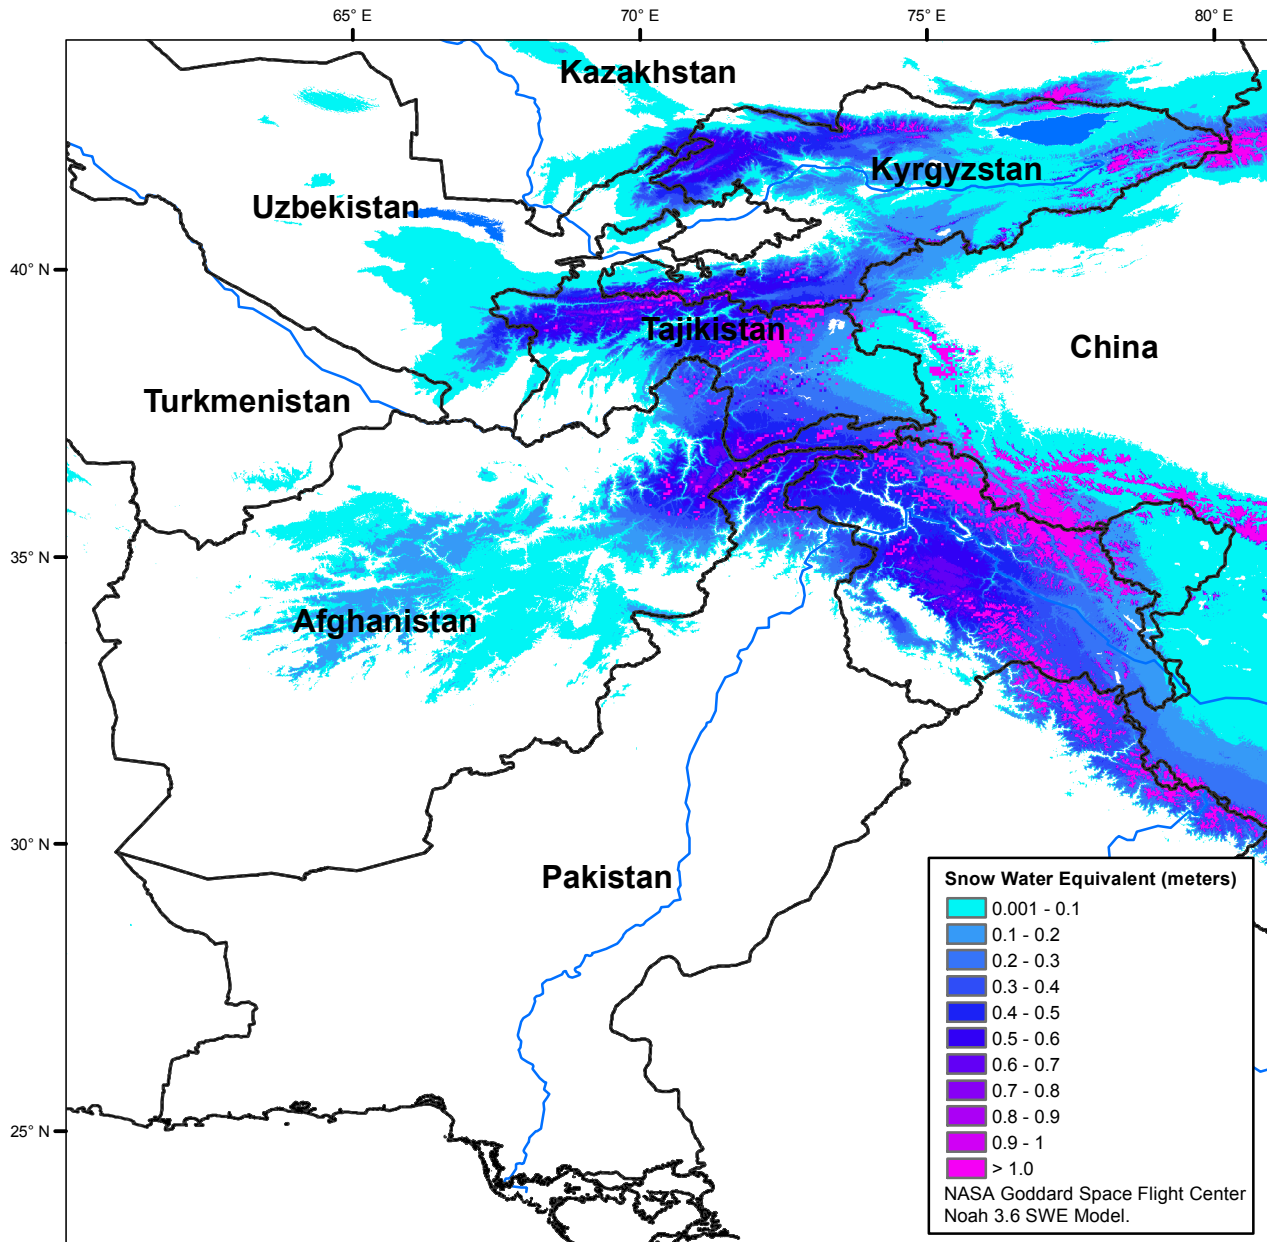 65° E
70° E
75° E
80° E
Kazakhstan
Kyrgyzstan
Uzbekistan
40° N
Tajikistan
China
Turkmenistan
35° N
Afghanistan
30° N
Pakistan
25° N
Snow Water Equivalent (meters)
0.001 - 0.1
0.1 - 0.2
0.2 - 0.3
0.3 - 0.4
0.4 - 0.5
0.5 - 0.6
0.6 - 0.7
0.7 - 0.8
0.8 - 0.9
0.9 - 1
> 1.0
NASA Goddard Space Flight Center
Noah 3.6 SWE Model.